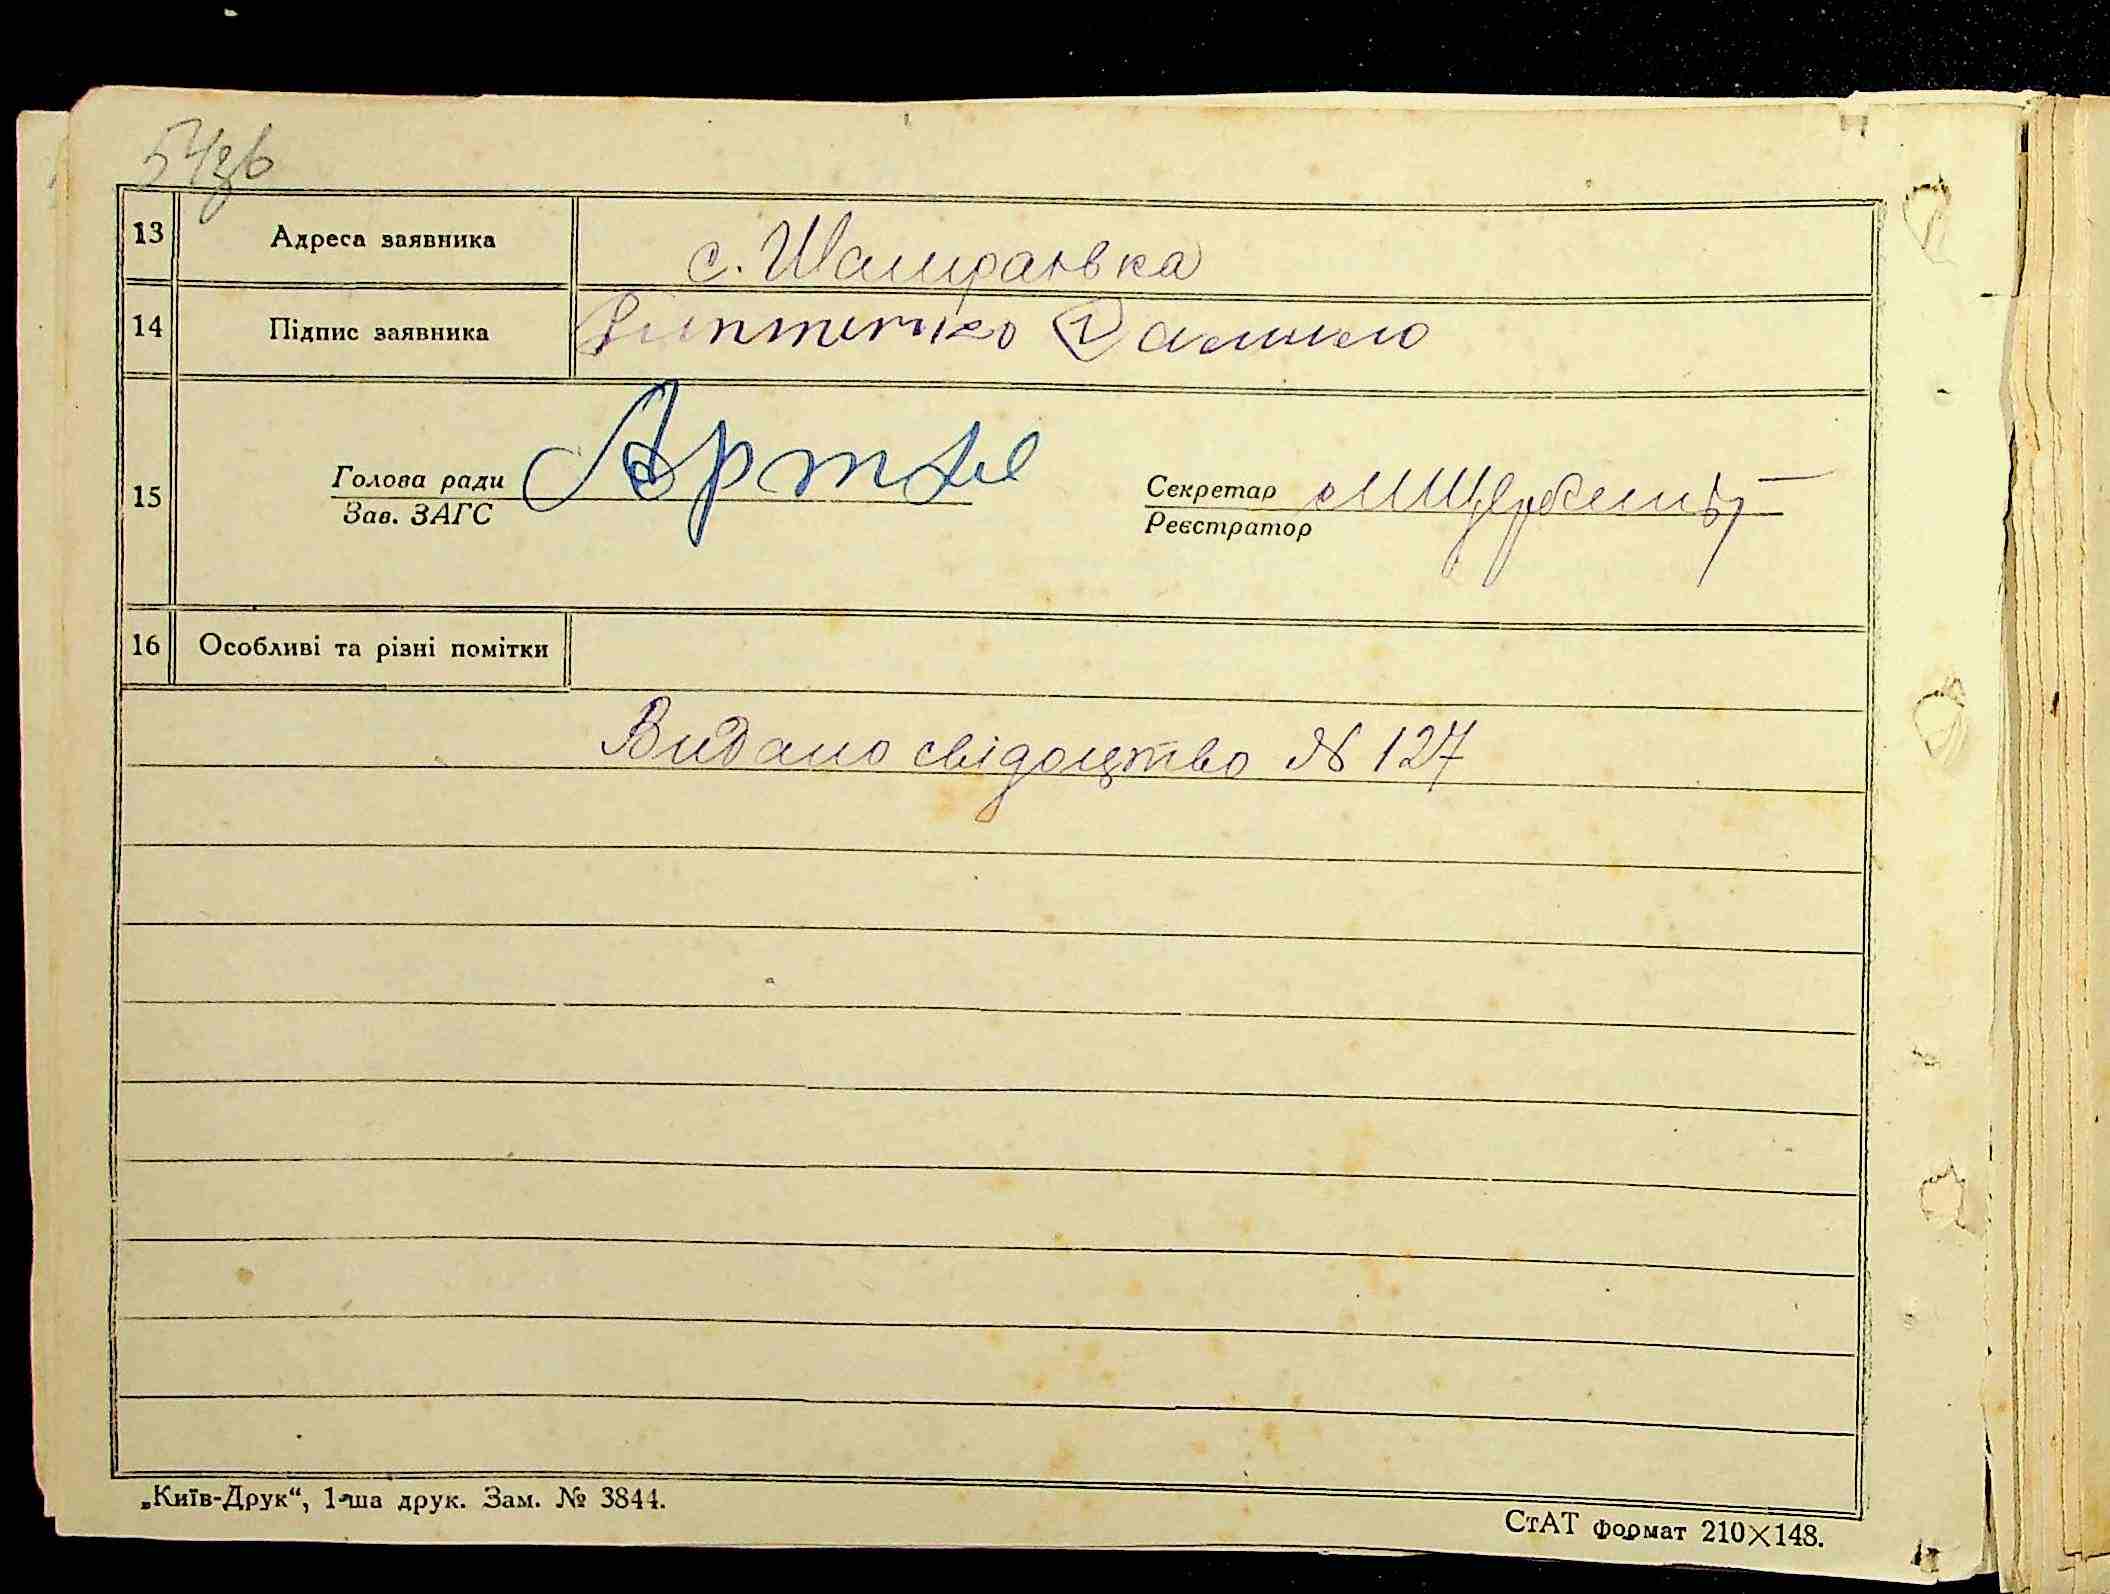 54зв
13 Адреса заявника с. Шамраївка
14 Підпис заявника Данило
15 Голова ради Секретар
Зав. ЗАГС Реєстратор
16 Особливі та різні помітки
Видано свідоцтво № 127
„Київ-Друк“, 1-ша друк. Зам. № 3844.
СтАТ формат 210×148.